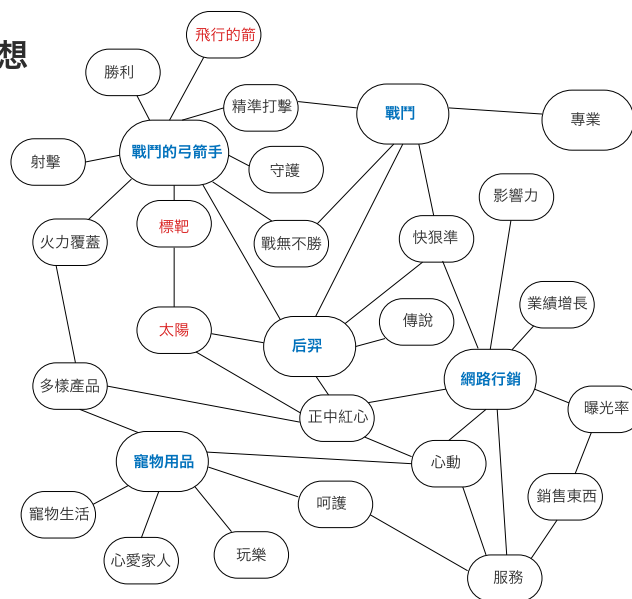 想
飛行的箭
勝利
精準打擊
戰鬥
專業
戰鬥的弓箭手
射擊
守護
影響力
標靶
火力覆蓋
戰無不勝
快狠準
業績增長
傳說
太陽
后羿
網路行銷
多樣產品
正中紅心
曝光率
寵物用品
心動
銷售東西
呵護
寵物生活
玩樂
心愛家人
服務